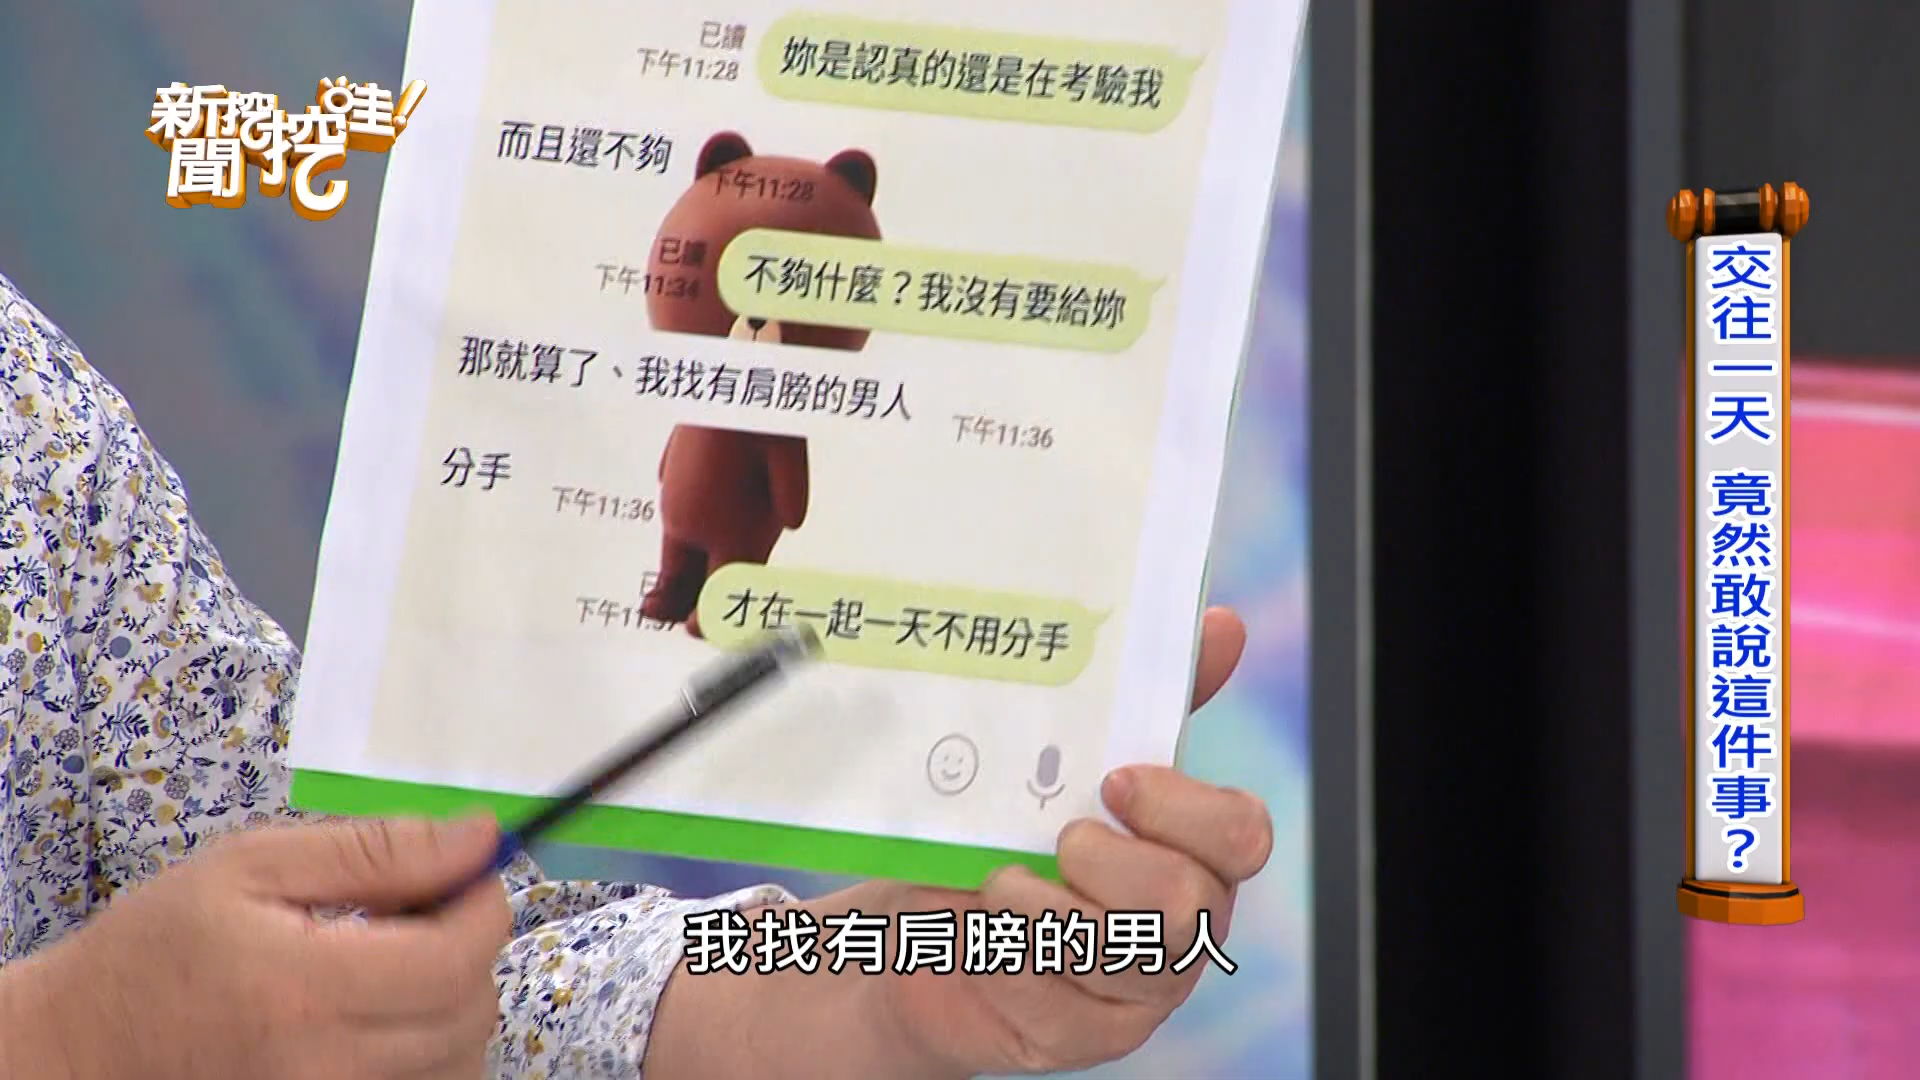 新聞挖挖哇!
已讀
下午11:28
妳是認真的還是在考驗我
而且還不夠
下午11:28
已讀
下午11:34
不夠什麼?我沒有要給妳
那就算了、我找有肩膀的男人
下午11:36
分手
下午11:36
下午11:37
才在一起一天不用分手
交往一天 竟然敢說這件事?
我找有肩膀的男人